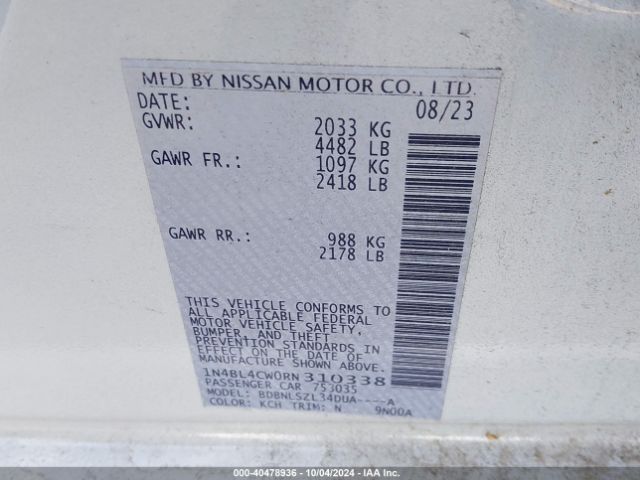 MFD BY NISSAN MOTOR CO., LTD.
DATE: 08/23
GVWR: 2033 KG
4482 LB
GAWR FR.: 1097 KG
2418 LB
GAWR RR.: 988 KG
2178 LB
THIS VEHICLE CONFORMS TO
ALL APPLICABLE FEDERAL
MOTOR VEHICLE SAFETY,
BUMPER, AND THEFT
PREVENTION STANDARDS IN
EFFECT ON THE DATE OF
MANUFACTURE SHOWN ABOVE.
1N4BL4CW0RN310338
PASSENGER CAR 753035
MODEL: BDBNLSZL34DUA----A
COLOR: KCH TRIM: N 9N00A
000-40478936 - 10/04/2024 - IAA Inc.